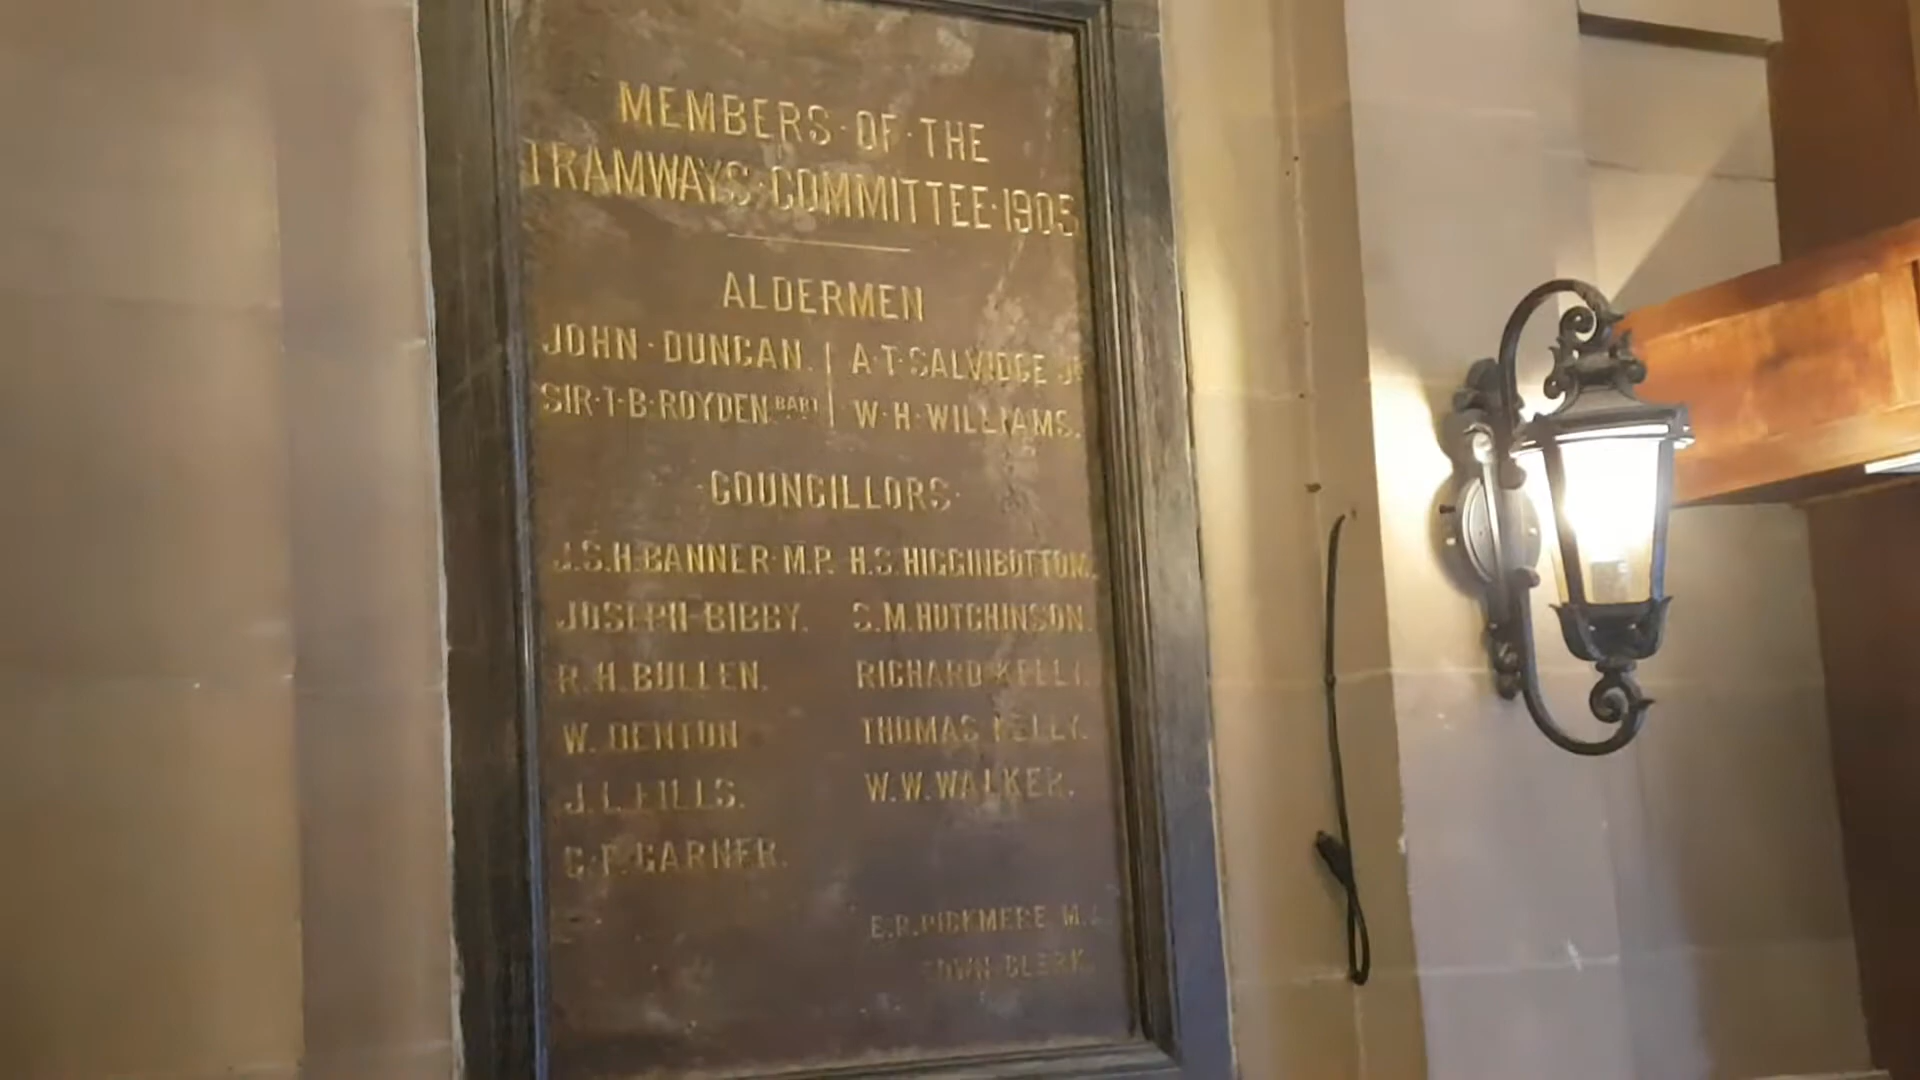 MEMBERS·OF·THE
TRAMWAYS·COMMITTEE·1905
ALDERMEN
JOHN·DUNCAN.
A·T·SALVIDGE
SIR·T·B·ROYDEN BART
W·H·WILLIAMS.
·COUNCILLORS·
J.S.H.BANNER·M.P.
H.S.HIGGINBOTTOM.
JOSEPH·BIBBY.
S.M.HUTCHINSON.
R.H.BULLEN.
RICHARD·KELLY.
W. DENTON
THOMAS KELLY.
J.L.FILLS.
W.W.WALKER.
GARNER.
E.R.PICKMERE.
TOWN·CLERK.